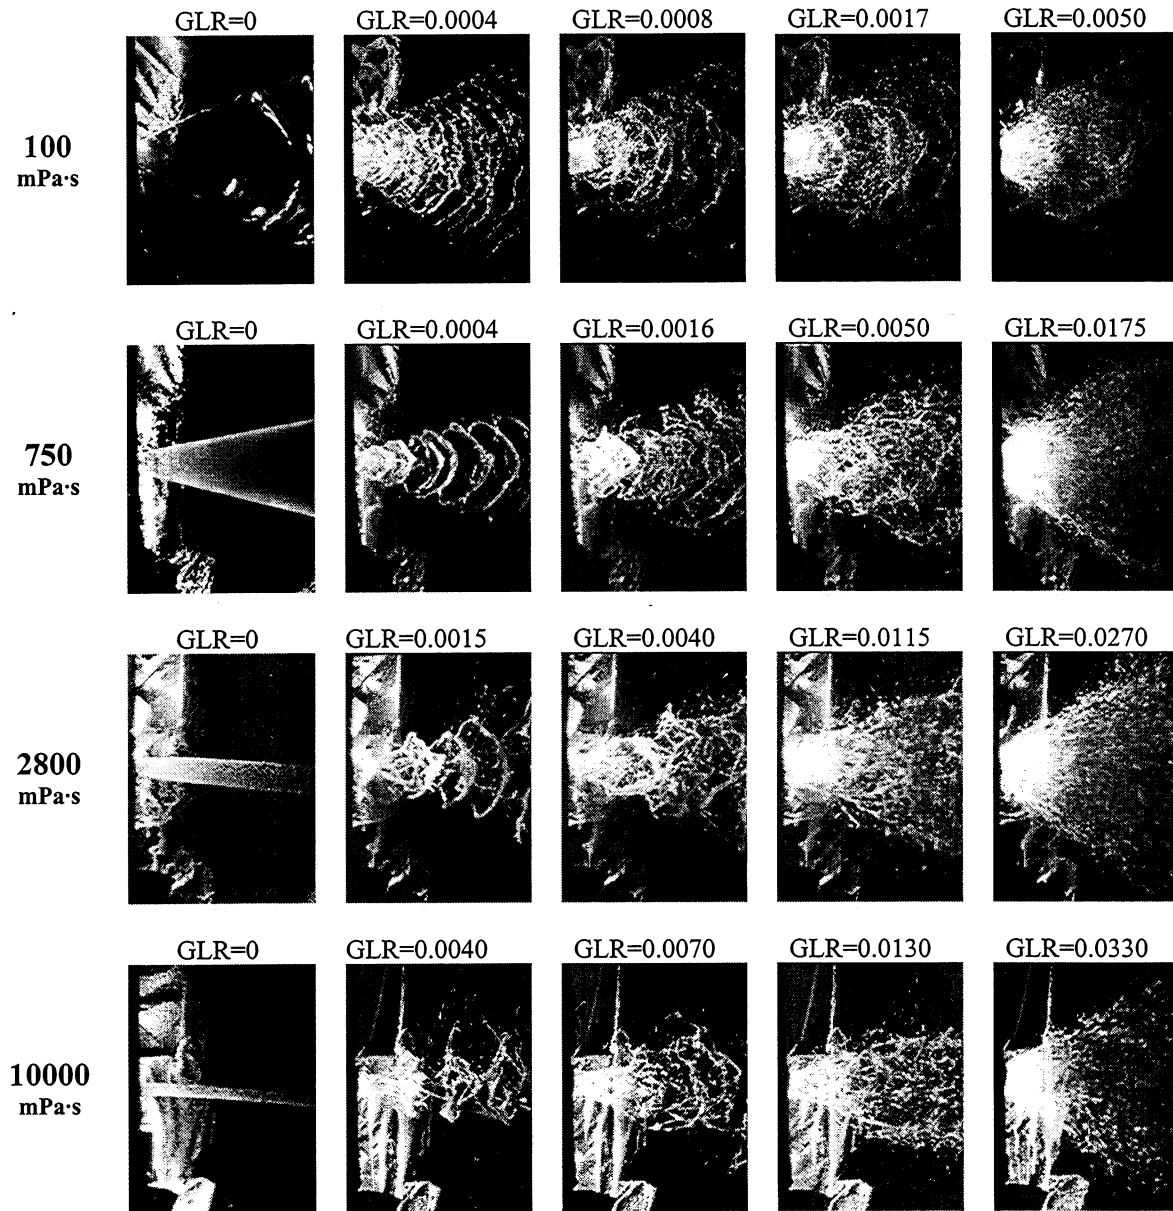 GLR=0 GLR=0.0004 GLR=0.0008 GLR=0.0017 GLR=0.0050
100
mPa·s
GLR=0 GLR=0.0004 GLR=0.0016 GLR=0.0050 GLR=0.0175
750
mPa·s
GLR=0 GLR=0.0015 GLR=0.0040 GLR=0.0115 GLR=0.0270
2800
mPa·s
GLR=0 GLR=0.0040 GLR=0.0070 GLR=0.0130 GLR=0.0330
10000
mPa·s